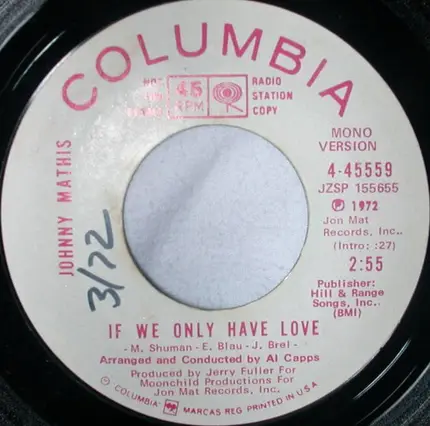 COLUMBIA
NOT
45
RPM
RADIO
STATION
COPY
JOHNNY MATHIS
3/72
MONO
VERSION
4-45559
JZSP 155655
Ⓟ 1972
Jon Mat
Records, Inc..
(Intro: :27)
2:55
Publisher:
Hill & Range
Songs, Inc..
(BMI)
IF WE ONLY HAVE LOVE
-M. Shuman-E. Blau-J. Brel-
Arranged and Conducted by Al Capps
Produced by Jerry Fuller For
Moonchild Productions For
Jon Mat Records, Inc.
© COLUMBIA MARCAS REG PRINTED IN U S A